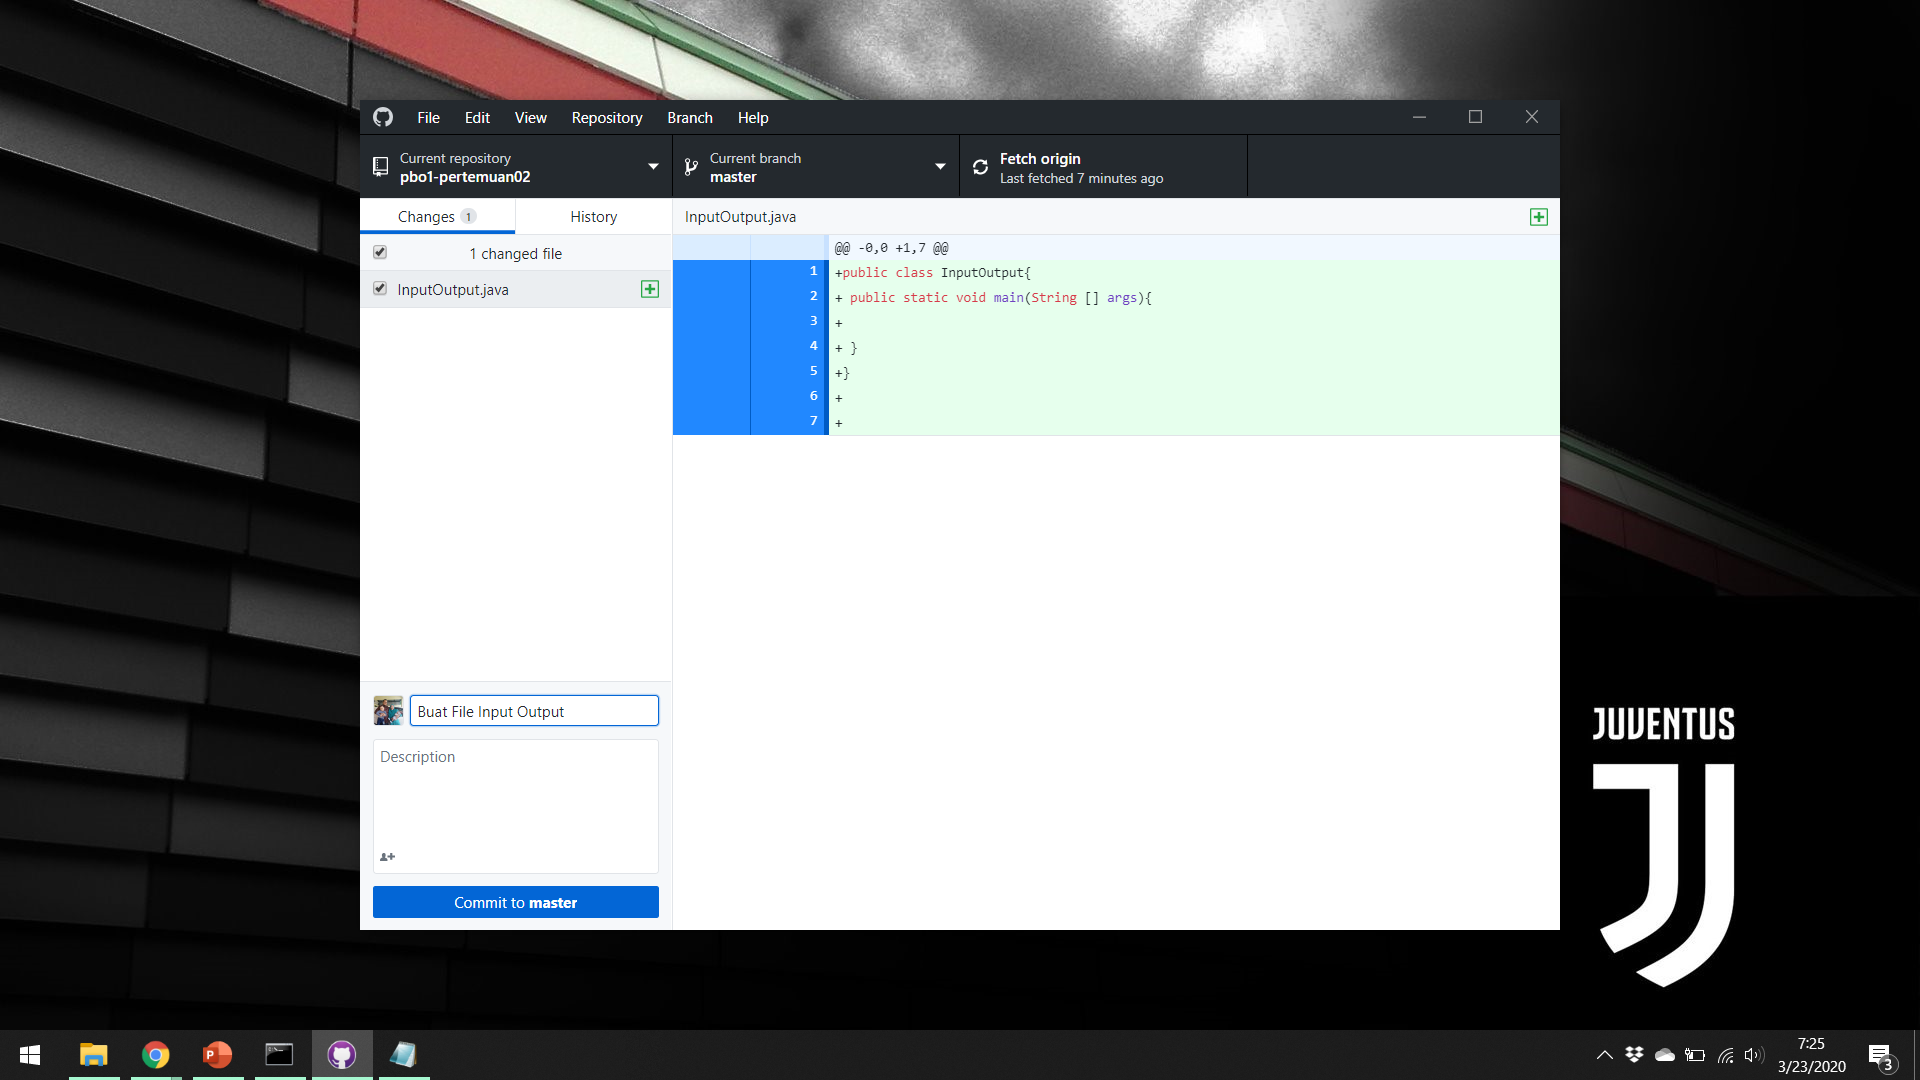 File Edit View Repository Branch Help
Current repository
pbo1-pertemuan02
Current branch
master
Fetch origin
Last fetched 7 minutes ago
Changes 1
History
InputOutput.java
1 changed file
InputOutput.java
@@ -0,0 +1,7 @@
1 +public class InputOutput{
2 + public static void main(String [] args){
3 +
4 + }
5 +}
6 +
7 +
Buat File Input Output
Description
Commit to master
JUVENTUS
7:25
3/23/2020
3